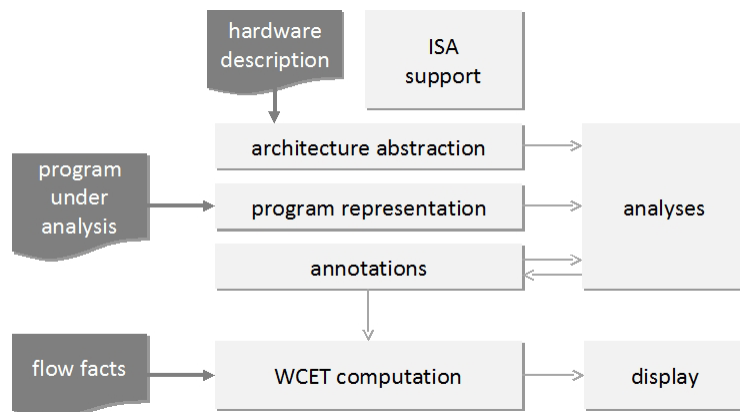 hardware
description
ISA
support
architecture abstraction
program
under
analysis
program representation
analyses
annotations
flow facts
WCET computation
display